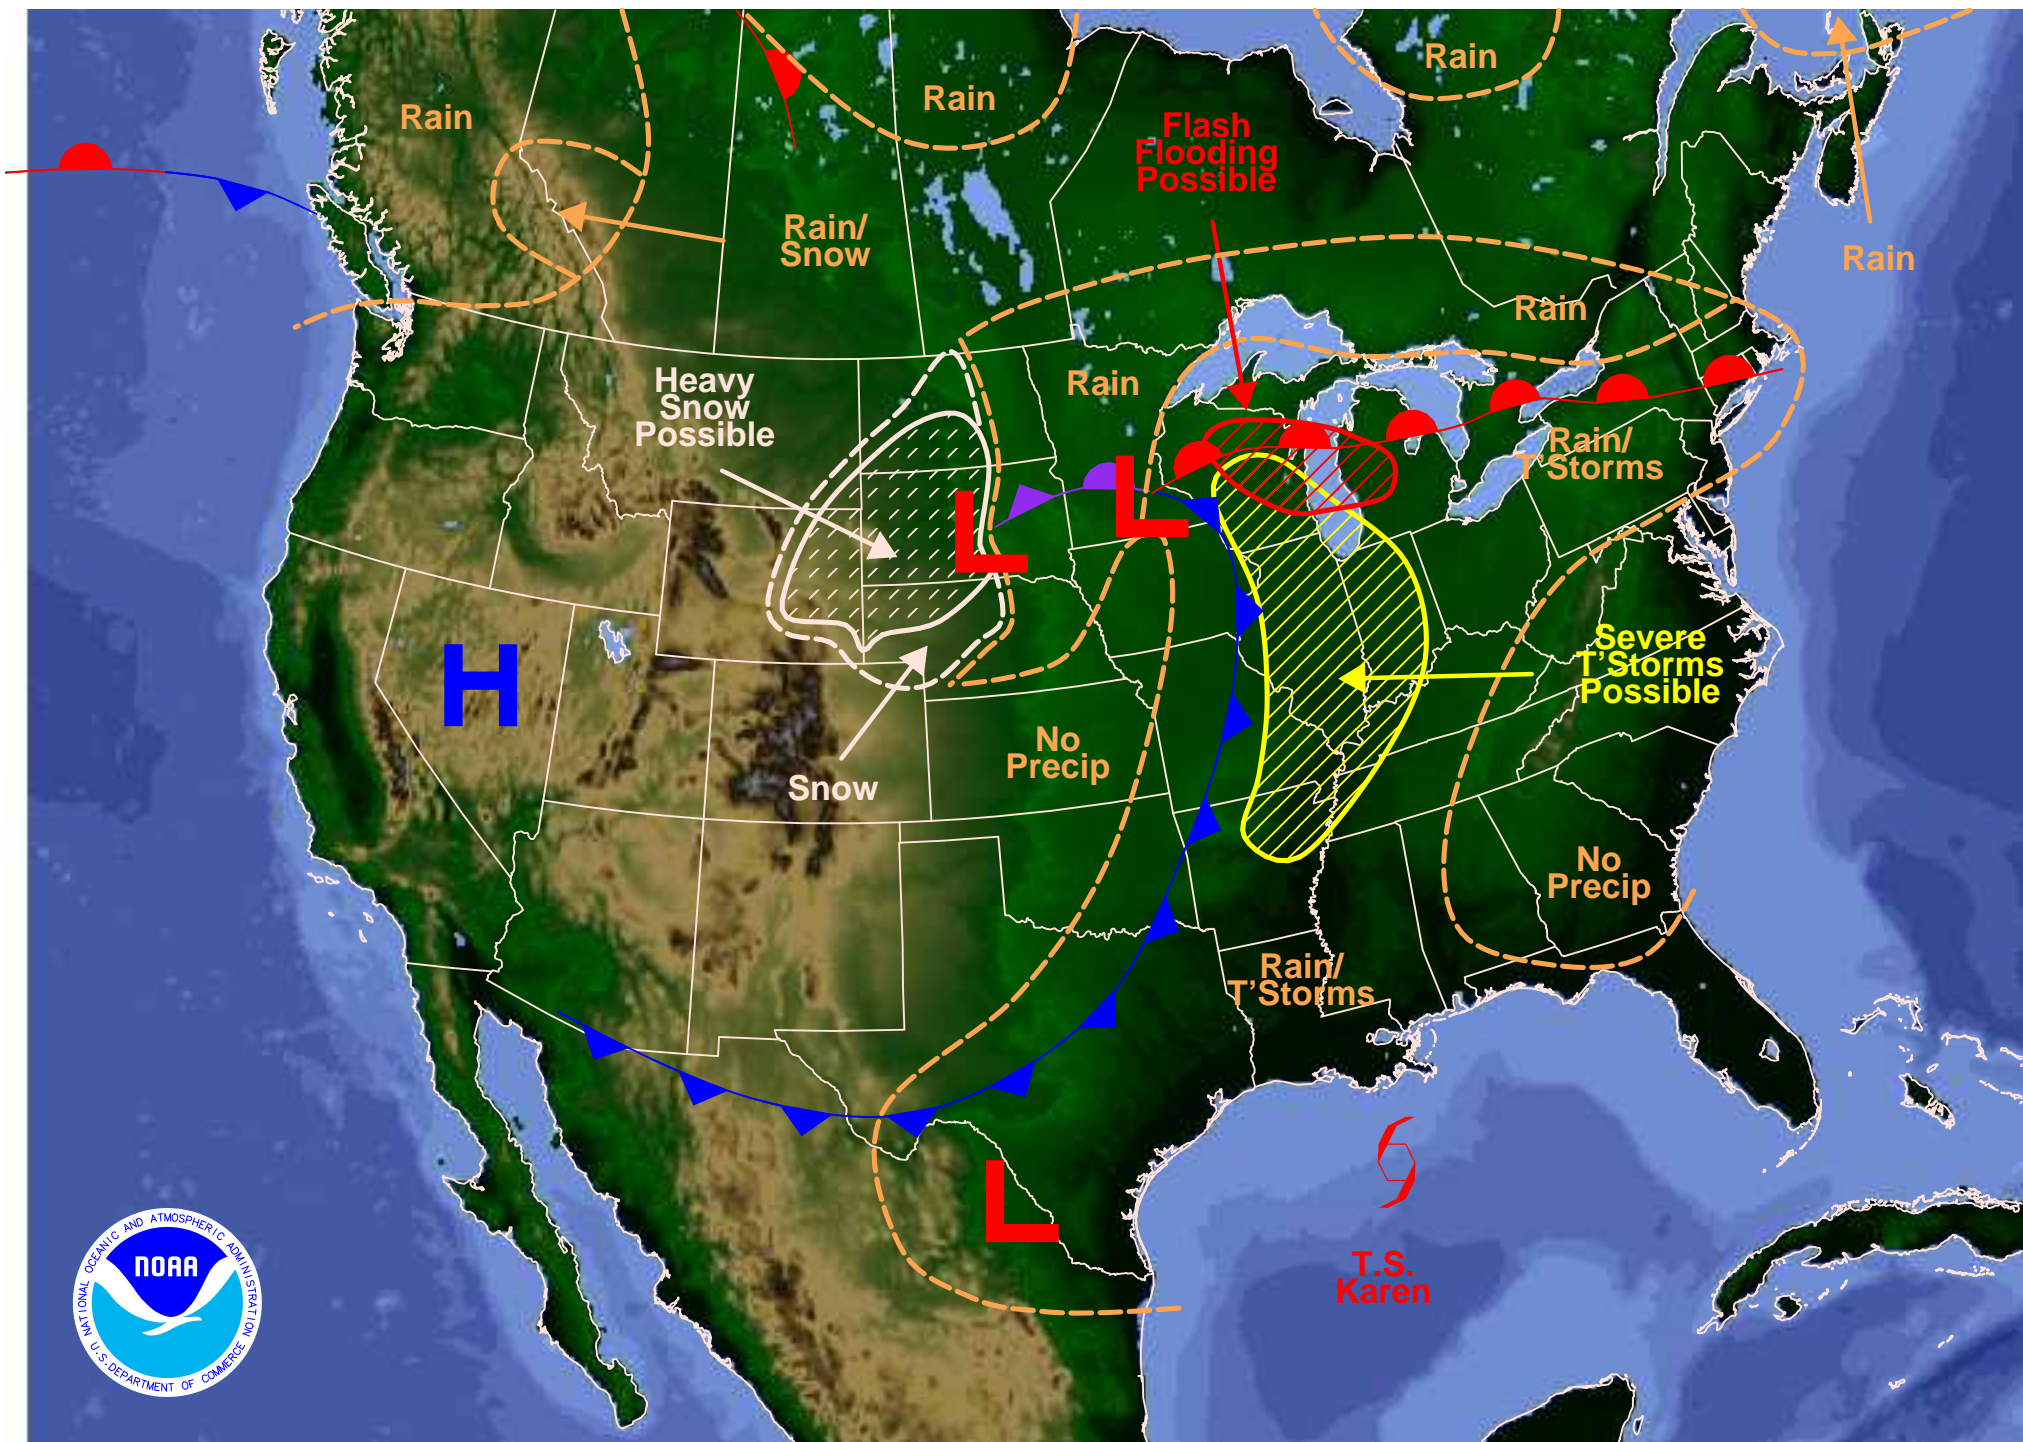 Rain
Rain
Rain
Flash
Flooding
Possible
Rain/
Snow
Rain
Rain
Heavy
Snow
Possible
Rain
Rain/
T'Storms
L
L
H
Severe
T'Storms
Possible
No
Precip
Snow
No
Precip
Rain/
T'Storms
L
T.S.
Karen
NATIONAL OCEANIC AND ATMOSPHERIC ADMINISTRATION
NOAA
U.S. DEPARTMENT OF COMMERCE